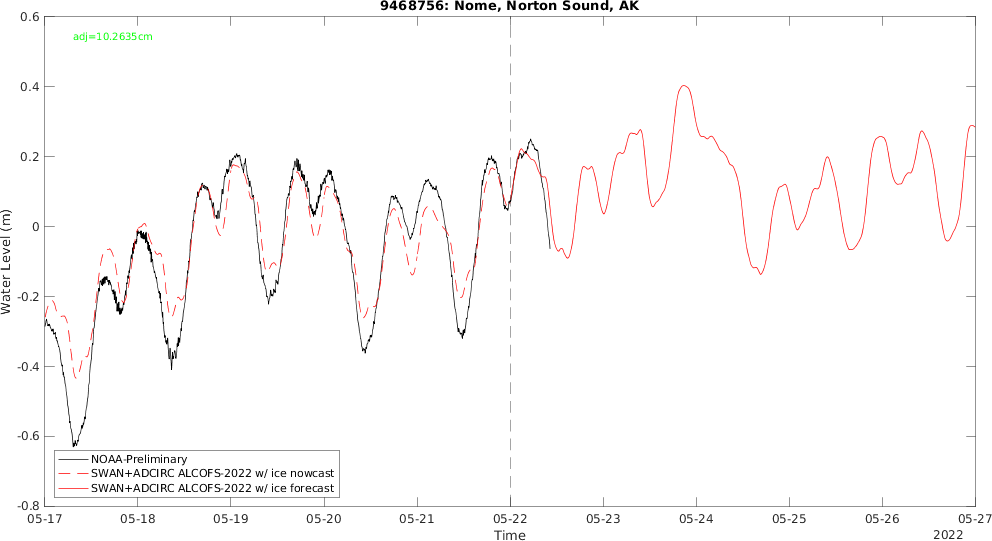 9468756: Nome, Norton Sound, AK
adj=10.2635cm
0.6
0.4
0.2
0
-0.2
-0.4
-0.6
-0.8
Water Level (m)
NOAA-Preliminary
SWAN+ADCIRC ALCOFS-2022 w/ ice nowcast
SWAN+ADCIRC ALCOFS-2022 w/ ice forecast
05-17 05-18 05-19 05-20 05-21 05-22 05-23 05-24 05-25 05-26 05-27
Time
2022